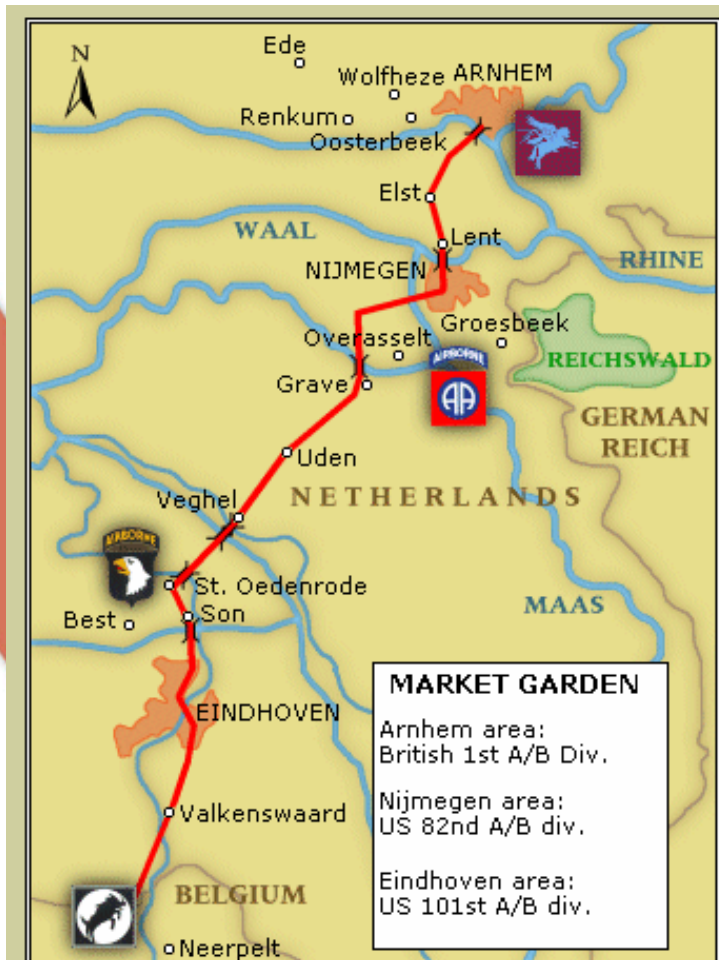 N
Ede
Wolfheze
ARNHEM
Renkum
Oosterbeek
Elst
WAAL
Lent
RHINE
NIJMEGEN
Groesbeek
Overasselt
AIRBORNE
REICHSWALD
Grave
AA
GERMAN
REICH
Uden
Veghel
NETHERLANDS
AIRBORNE
St. Oedenrode
MAAS
Best
Son
MARKET GARDEN
EINDHOVEN
Arnhem area:
British 1st A/B Div.
Nijmegen area:
US 82nd A/B div.
Valkenswaard
Eindhoven area:
US 101st A/B div.
BELGIUM
Neerpelt